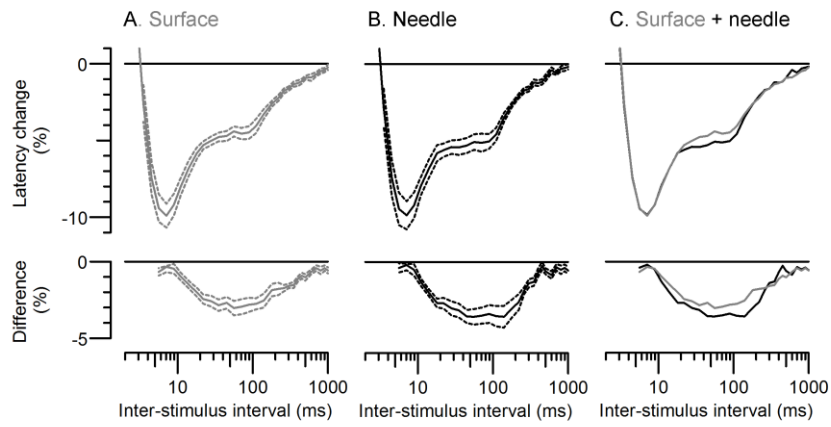 A. Surface
B. Needle
C. Surface + needle
Latency change
(%)
0
-10
Difference
(%)
0
-5
10 100 1000
10 100 1000
10 100 1000
Inter-stimulus interval (ms)
Inter-stimulus interval (ms)
Inter-stimulus interval (ms)